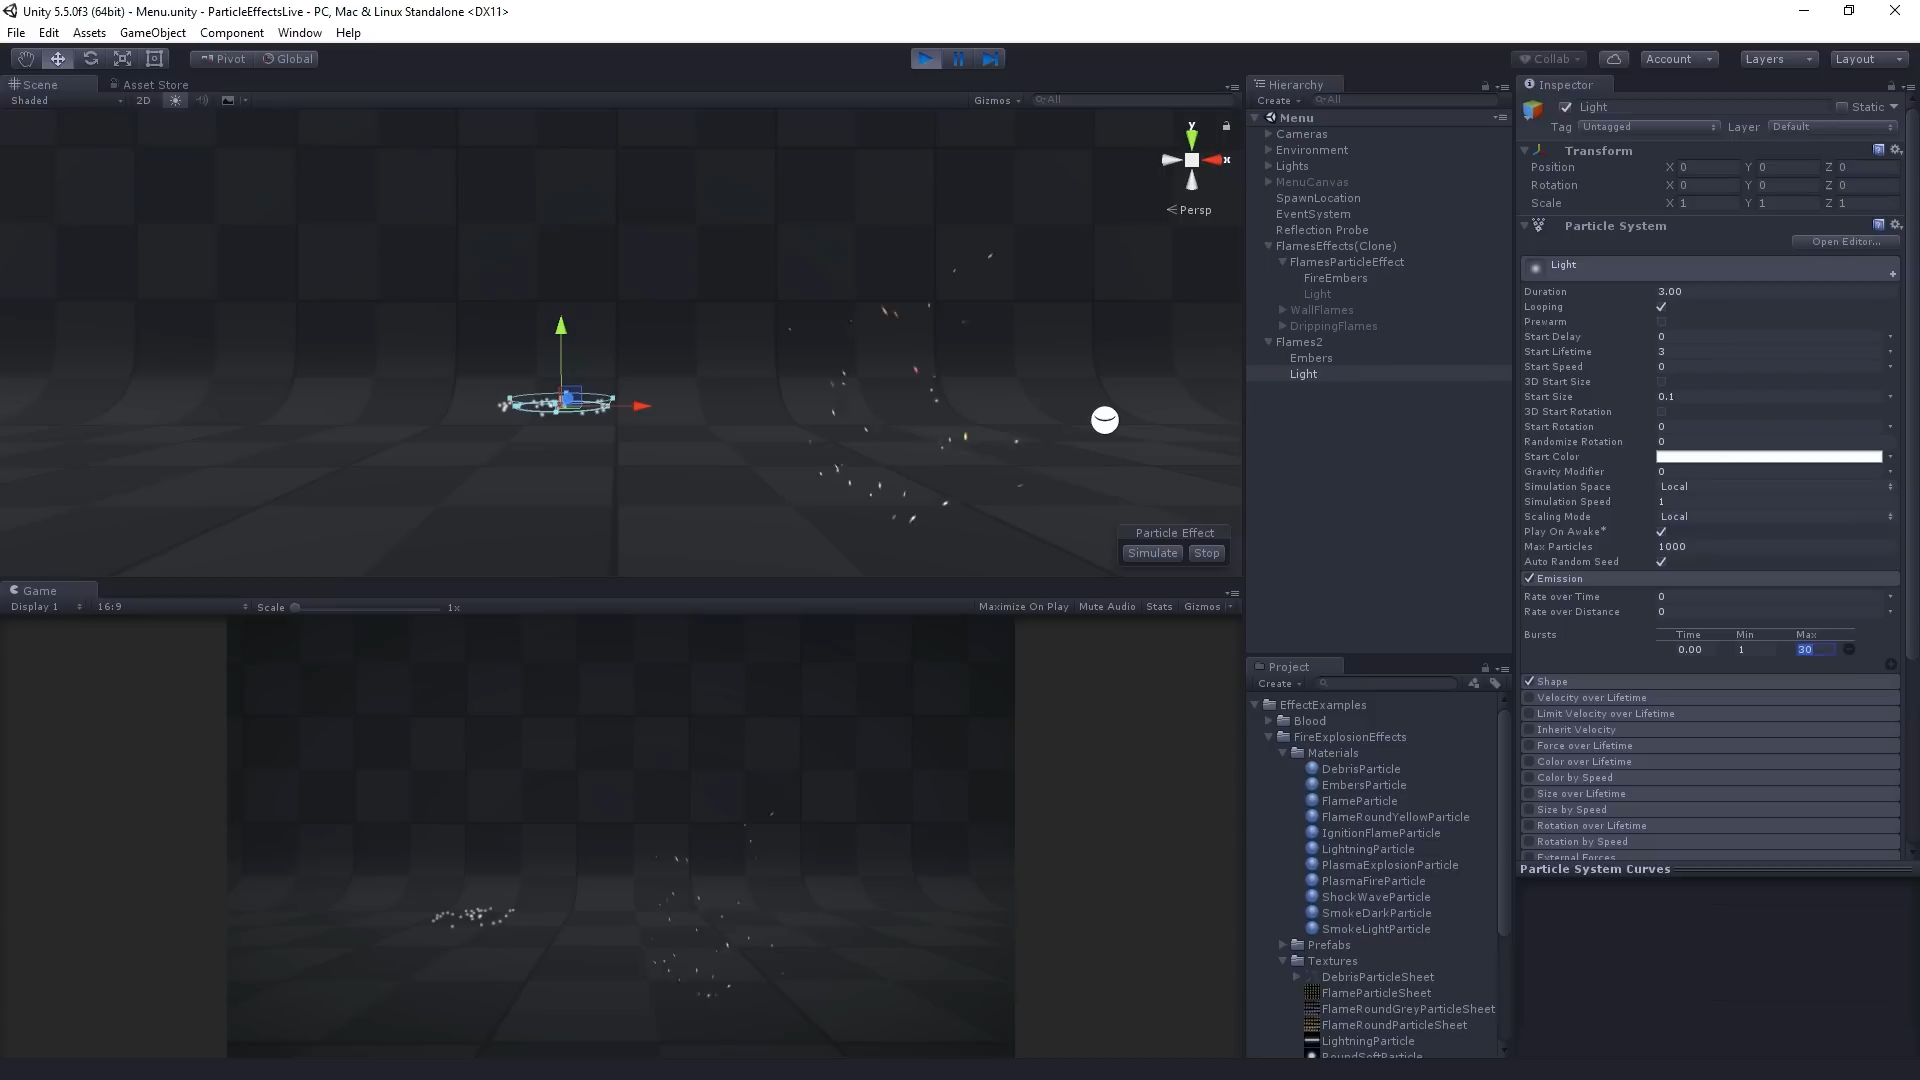 Unity 5.5.0f3 (64bit) - Menu.unity - ParticleEffectsLive - PC, Mac & Linux Standalone <DX11>
File Edit Assets GameObject Component Window Help
Pivot Global Collab Account Layers Layout
Scene Asset Store
Shaded 2D Gizmos All
y
x
Persp
Particle Effect
Simulate Stop
Game
Display 1 16:9 Scale 1x Maximize On Play Mute Audio Stats Gizmos
Hierarchy
Create All
Menu
Cameras
Environment
Lights
MenuCanvas
SpawnLocation
EventSystem
Reflection Probe
FlamesEffects(Clone)
FlamesParticleEffect
FireEmbers
Light
WallFlames
DrippingFlames
Flames2
Embers
Light
Project
Create
EffectExamples
Blood
FireExplosionEffects
Materials
DebrisParticle
EmbersParticle
FlameParticle
FlameRoundYellowParticle
IgnitionFlameParticle
LightningParticle
PlasmaExplosionParticle
PlasmaFireParticle
ShockWaveParticle
SmokeDarkParticle
SmokeLightParticle
Prefabs
Textures
DebrisParticleSheet
FlameParticleSheet
FlameRoundGreyParticleSheet
FlameRoundParticleSheet
LightningParticle
RoundSoftParticle
Inspector
Light Static
Tag Untagged Layer Default
Transform
Position X 0 Y 0 Z 0
Rotation X 0 Y 0 Z 0
Scale X 1 Y 1 Z 1
Particle System
Open Editor...
Light
Duration 3.00
Looping
Prewarm
Start Delay 0
Start Lifetime 3
Start Speed 0
3D Start Size
Start Size 0.1
3D Start Rotation
Start Rotation 0
Randomize Rotation 0
Start Color
Gravity Modifier 0
Simulation Space Local
Simulation Speed 1
Scaling Mode Local
Play On Awake*
Max Particles 1000
Auto Random Seed
Emission
Rate over Time 0
Rate over Distance 0
Bursts Time Min Max
0.00 1 30
Shape
Velocity over Lifetime
Limit Velocity over Lifetime
Inherit Velocity
Force over Lifetime
Color over Lifetime
Color by Speed
Size over Lifetime
Size by Speed
Rotation over Lifetime
Rotation by Speed
External Forces
Particle System Curves